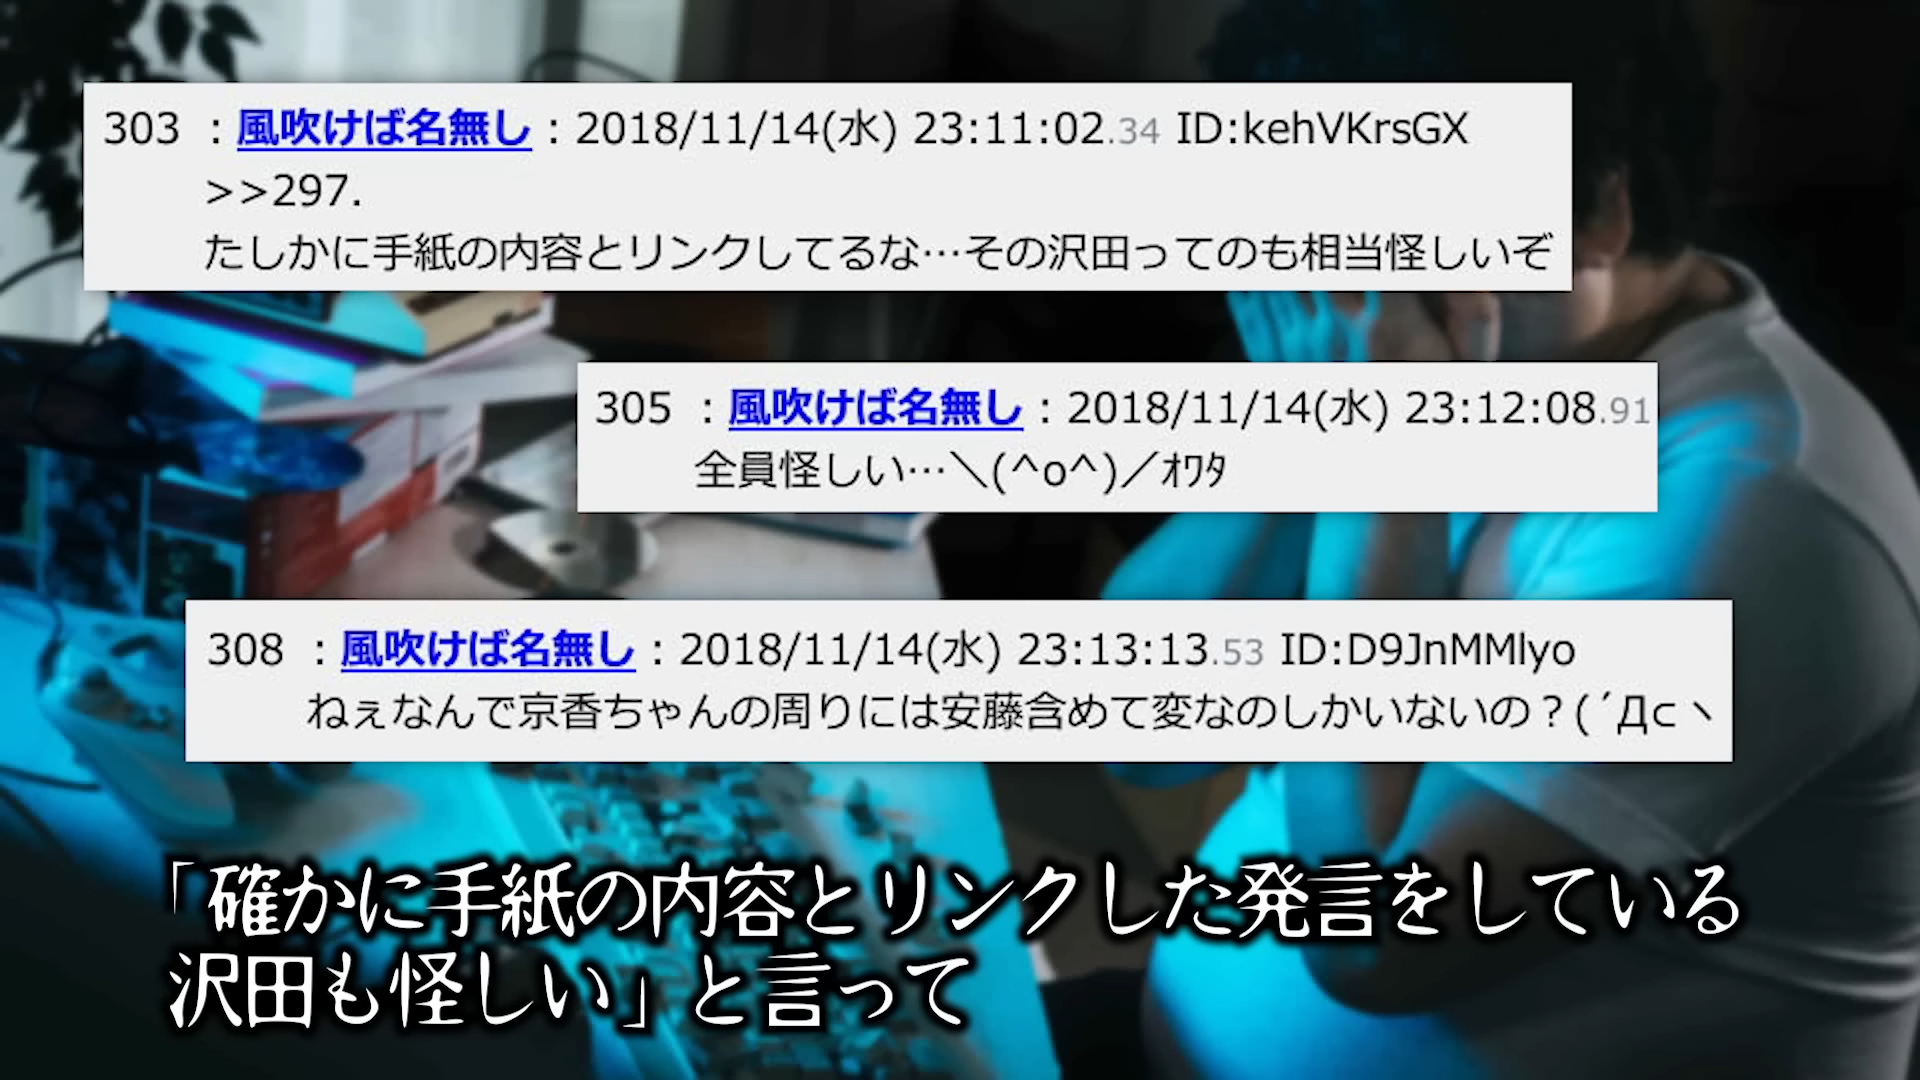 303 ：風吹けば名無し：2018/11/14(水) 23:11:02.34 ID:kehVKrsGX
>>297.
たしかに手紙の内容とリンクしてるな…その沢田ってのも相当怪しいぞ
305 ：風吹けば名無し：2018/11/14(水) 23:12:08.91
全員怪しい…＼(^o^)／ｵﾜﾀ
308 ：風吹けば名無し：2018/11/14(水) 23:13:13.53 ID:D9JnMMlyo
ねぇなんで京香ちゃんの周りには安藤含めて変なのしかいないの？(´Дc丶
「確かに手紙の内容とリンクした発言をしている
沢田も怪しい」と言って